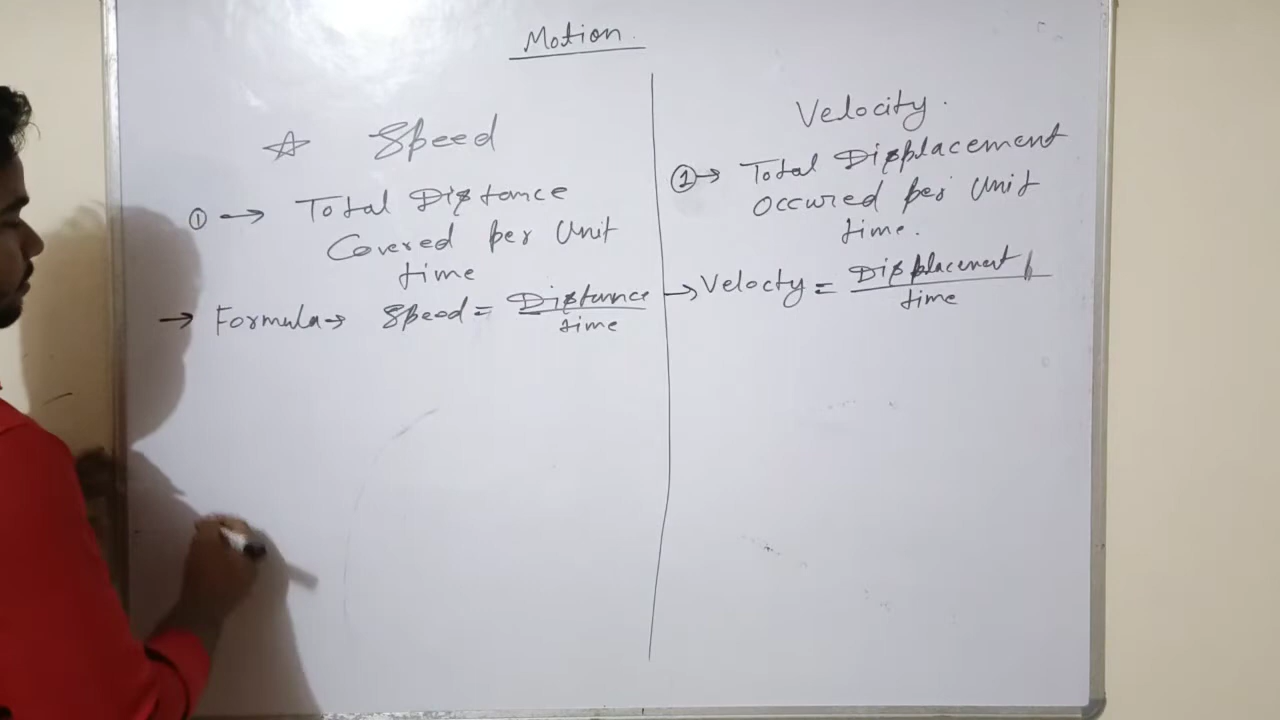 Motion.
☆ Speed
① → Total Distance
Covered per Unit
time
→ Formula → Speed = Distance / time
Velocity.
① → Total Displacement
Occured per Unit
time.
→ Velocty = Displacement / time